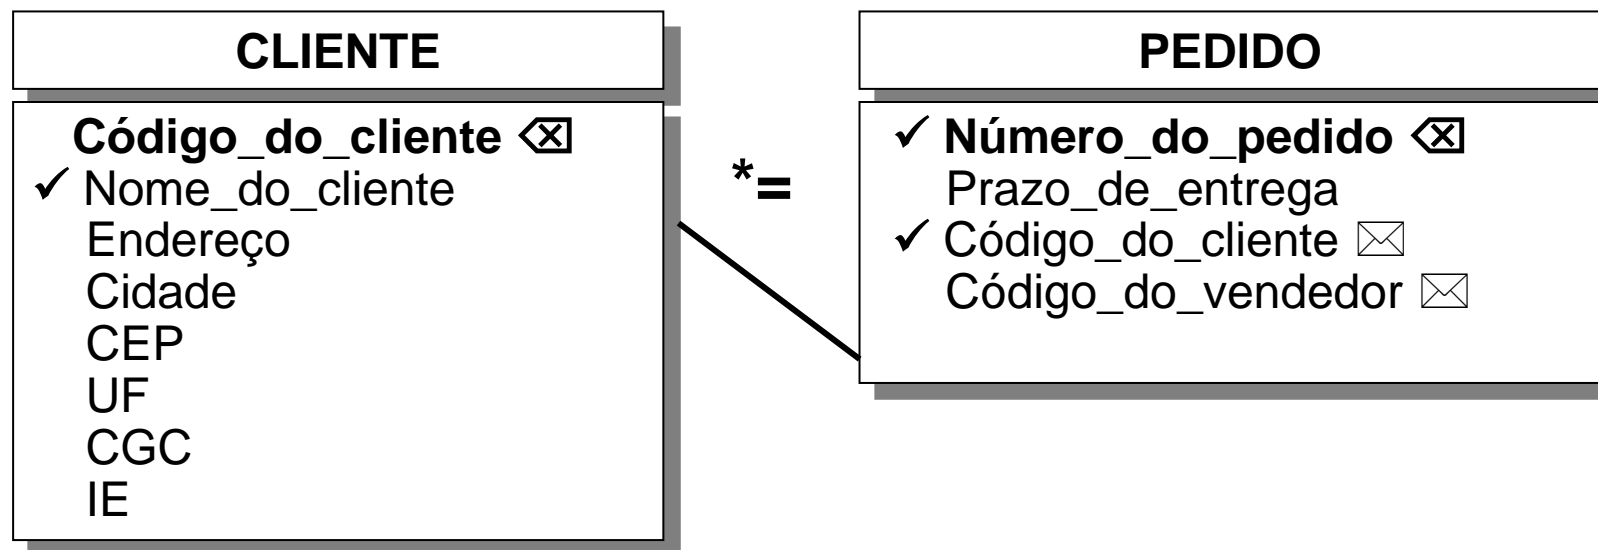 CLIENTE
Código_do_cliente ⌫
✓ Nome_do_cliente
Endereço
Cidade
CEP
UF
CGC
IE
*=
PEDIDO
✓ Número_do_pedido ⌫
Prazo_de_entrega
✓ Código_do_cliente ✉
Código_do_vendedor ✉